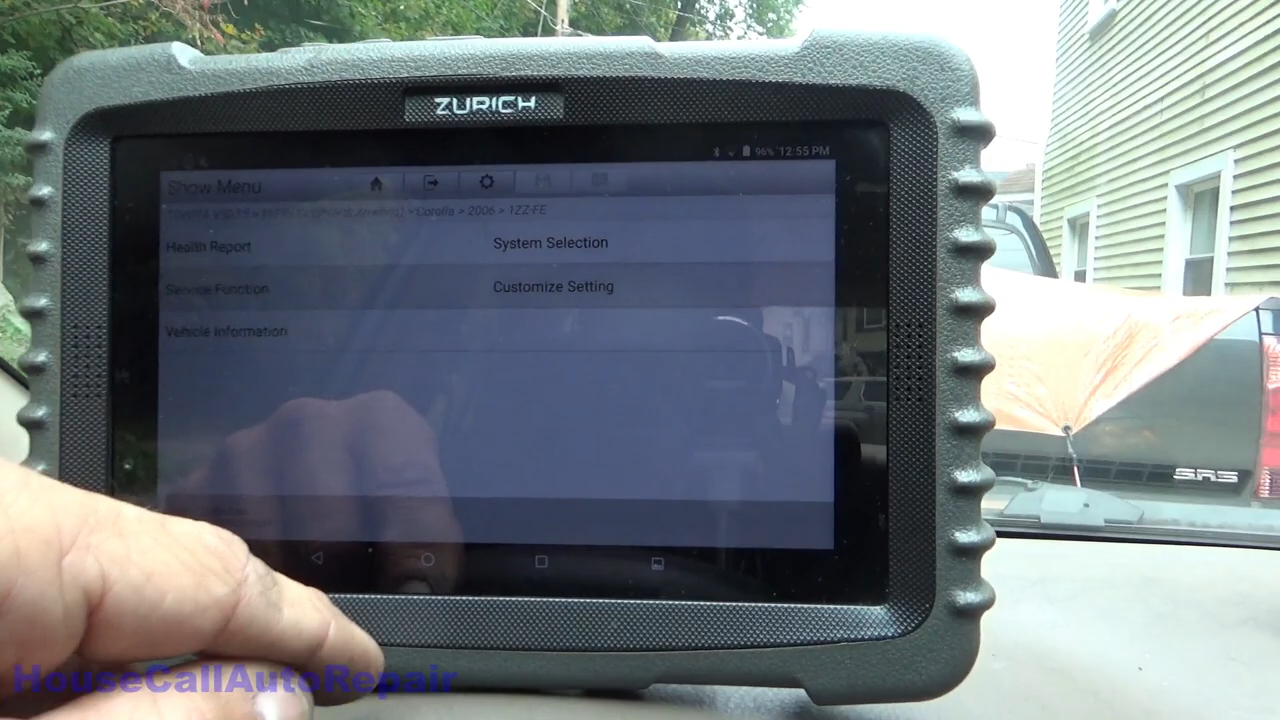 ZURICH
96% 12:55 PM
Show Menu
> Corolla > 2006 > 1ZZ-FE
Health Report
System Selection
Service Function
Customize Setting
Vehicle Information
SR5
HouseCallAutoRepair